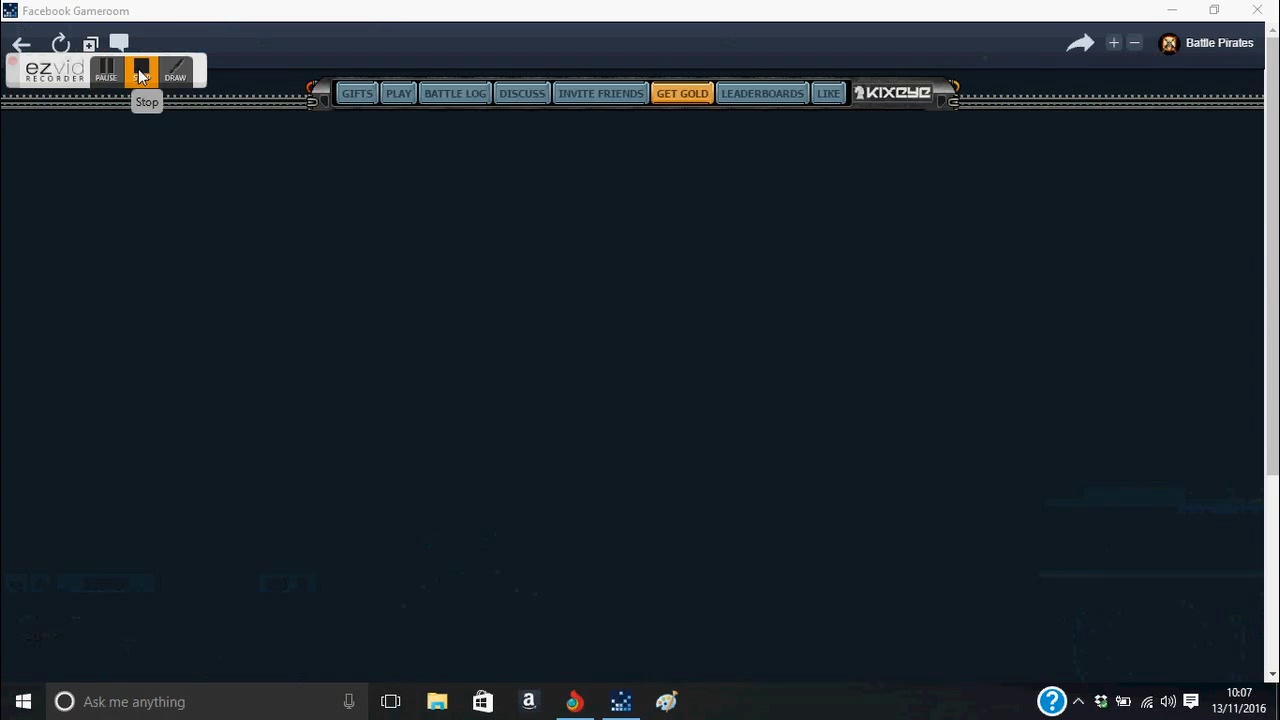 Facebook Gameroom
Battle Pirates
ezvid
RECORDER
PAUSE
DRAW
Stop
GIFTS
PLAY
BATTLE LOG
DISCUSS
INVITE FRIENDS
GET GOLD
LEADERBOARDS
LIKE
KIXEYE
Ask me anything
10:07
13/11/2016